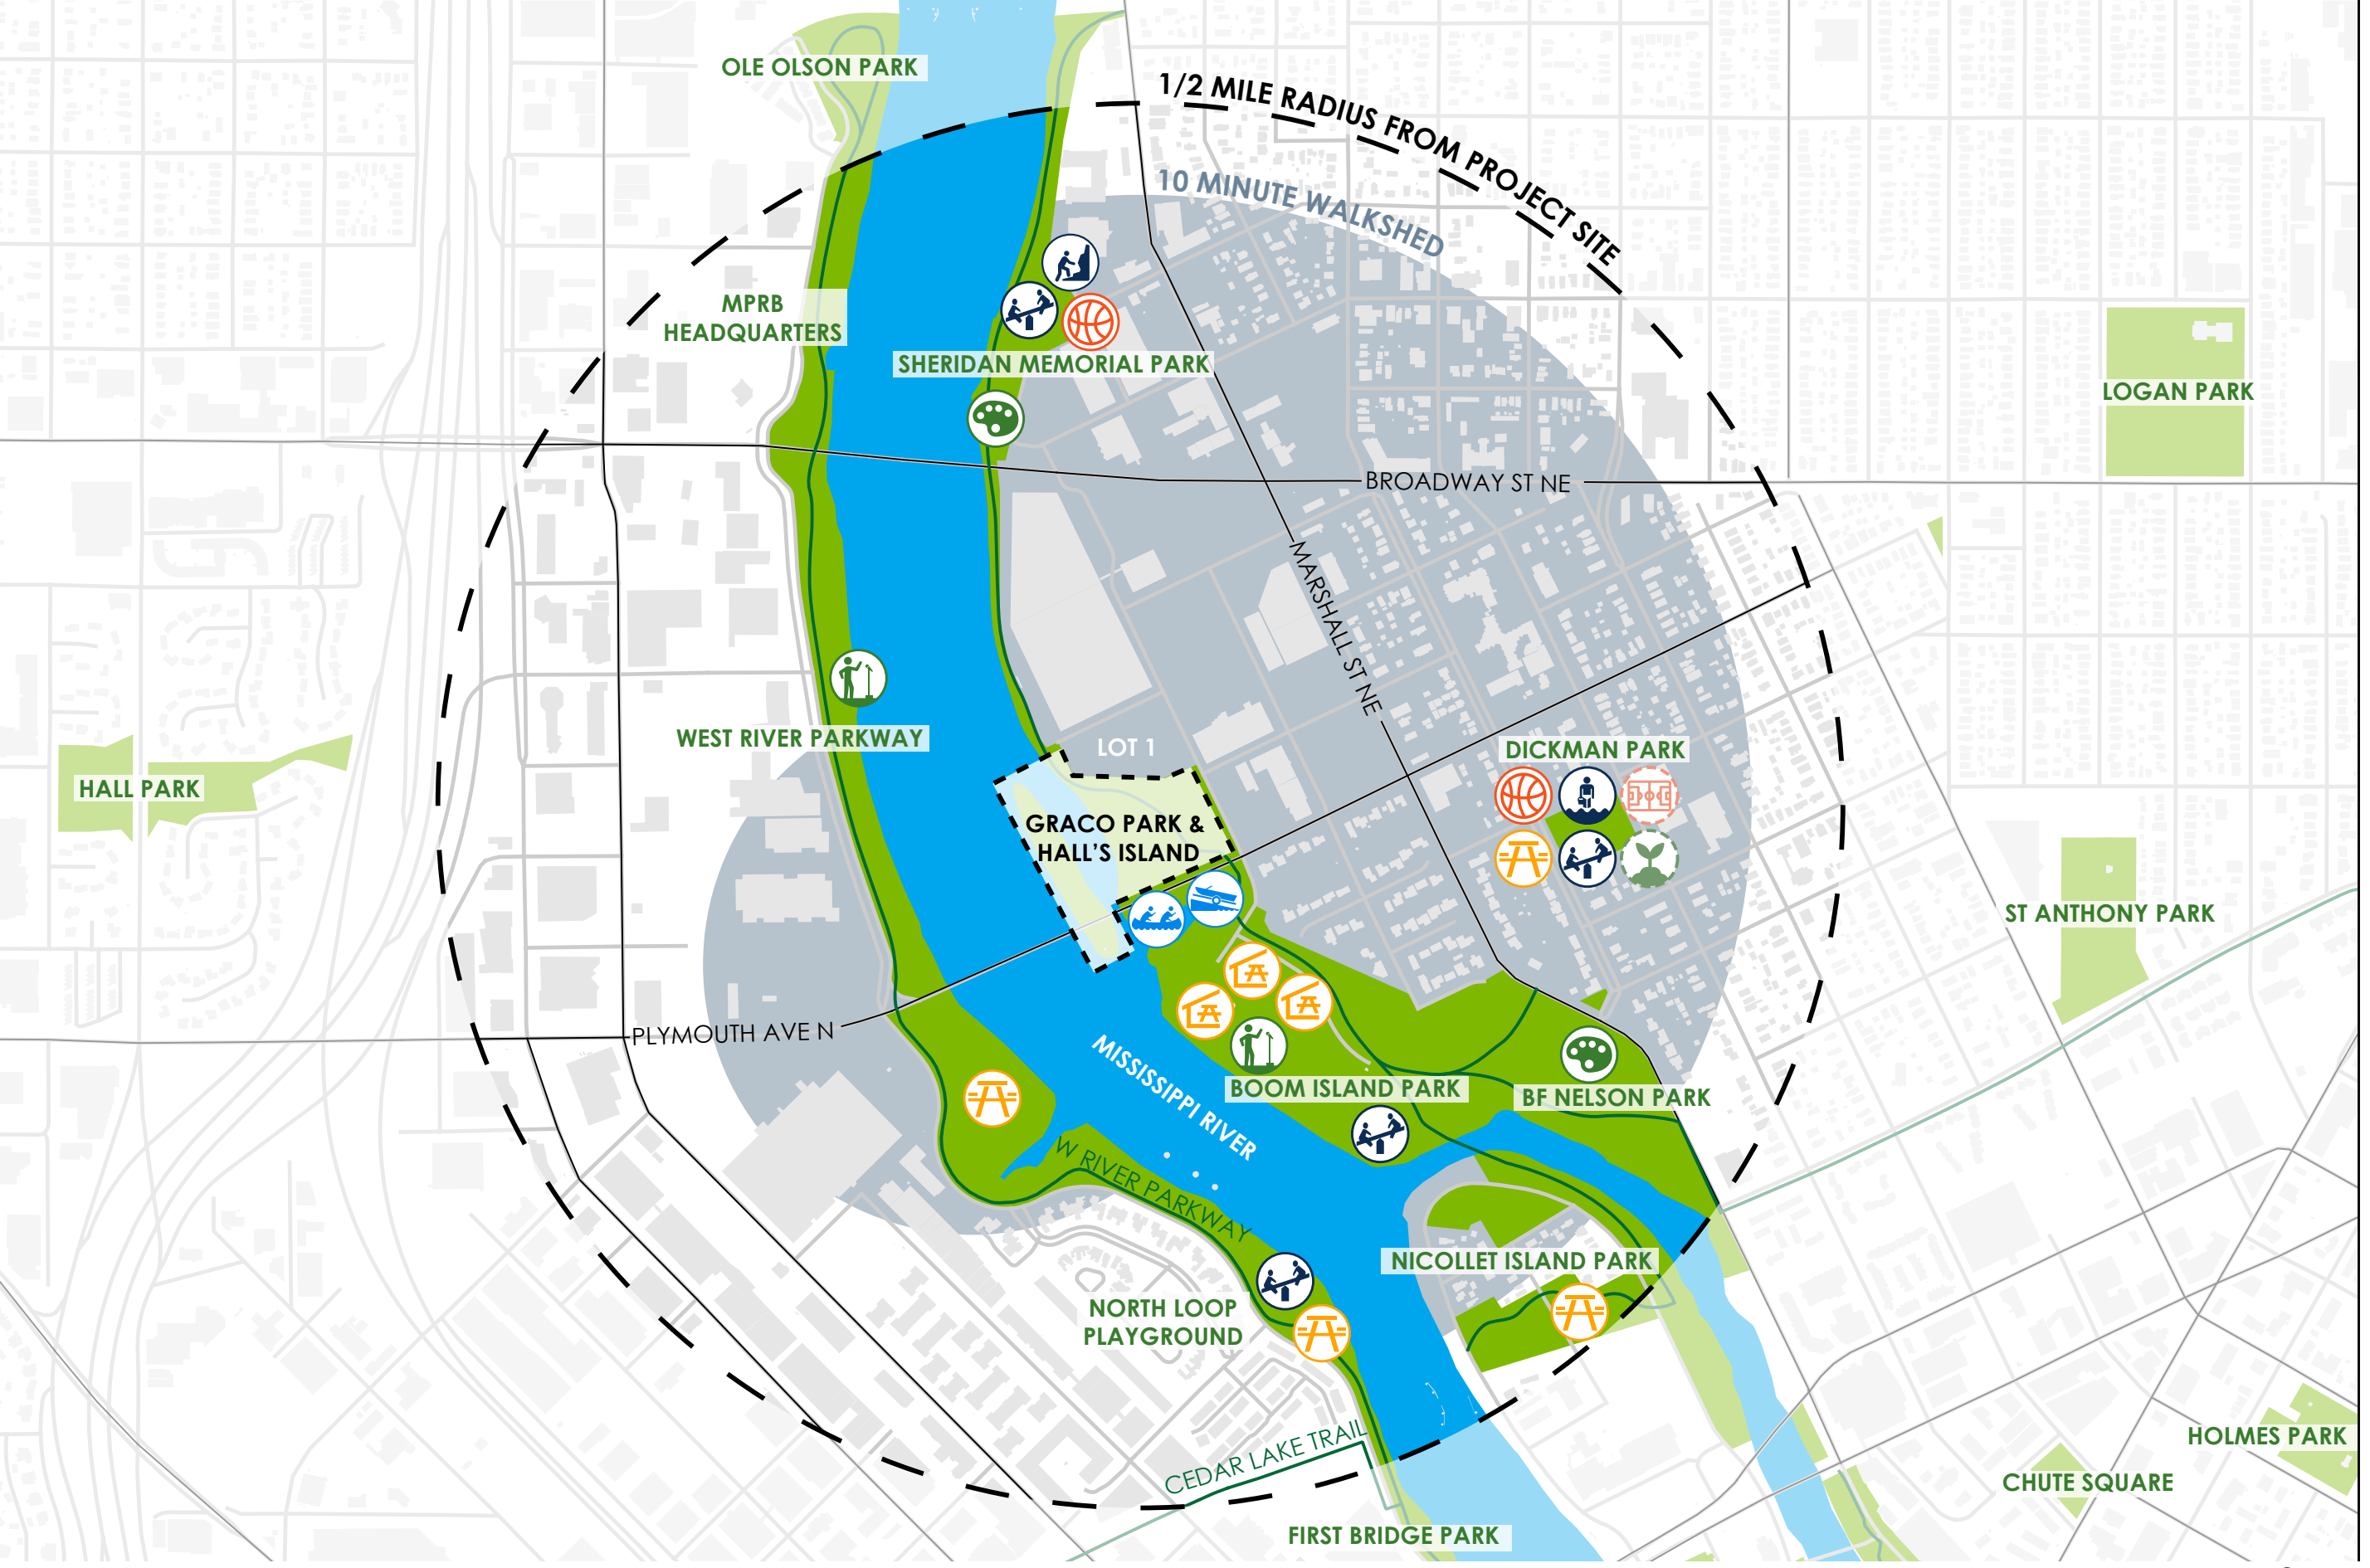 OLE OLSON PARK
1/2 MILE RADIUS FROM PROJECT SITE
10 MINUTE WALKSHED
MPRB
HEADQUARTERS
SHERIDAN MEMORIAL PARK
LOGAN PARK
BROADWAY ST NE
MARSHALL ST NE
WEST RIVER PARKWAY
LOT 1
DICKMAN PARK
HALL PARK
GRACO PARK &
HALL'S ISLAND
ST ANTHONY PARK
PLYMOUTH AVE N
MISSISSIPPI RIVER
BOOM ISLAND PARK
BF NELSON PARK
W RIVER PARKWAY
NICOLLET ISLAND PARK
NORTH LOOP
PLAYGROUND
CEDAR LAKE TRAIL
HOLMES PARK
CHUTE SQUARE
FIRST BRIDGE PARK